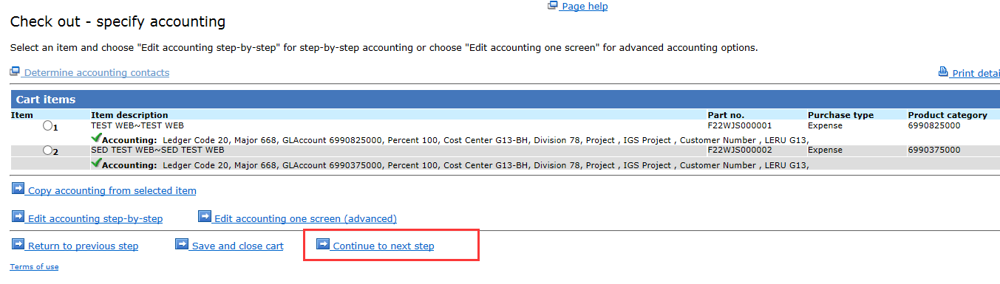 Page help
Check out - specify accounting
Select an item and choose "Edit accounting step-by-step" for step-by-step accounting or choose "Edit accounting one screen" for advanced accounting options.
Determine accounting contacts Print detai
Cart items
Item Item description Part no. Purchase type Product category
1 TEST WEB~TEST WEB F22WJS000001 Expense 6990825000
Accounting: Ledger Code 20, Major 668, GLAccount 6990825000, Percent 100, Cost Center G13-BH, Division 78, Project , IGS Project , Customer Number , LERU G13,
2 SED TEST WEB~SED TEST WEB F22WJS000002 Expense 6990375000
Accounting: Ledger Code 20, Major 668, GLAccount 6990375000, Percent 100, Cost Center G13-BH, Division 78, Project , IGS Project , Customer Number , LERU G13,
Copy accounting from selected item
Edit accounting step-by-step Edit accounting one screen (advanced)
Return to previous step Save and close cart Continue to next step
Terms of use